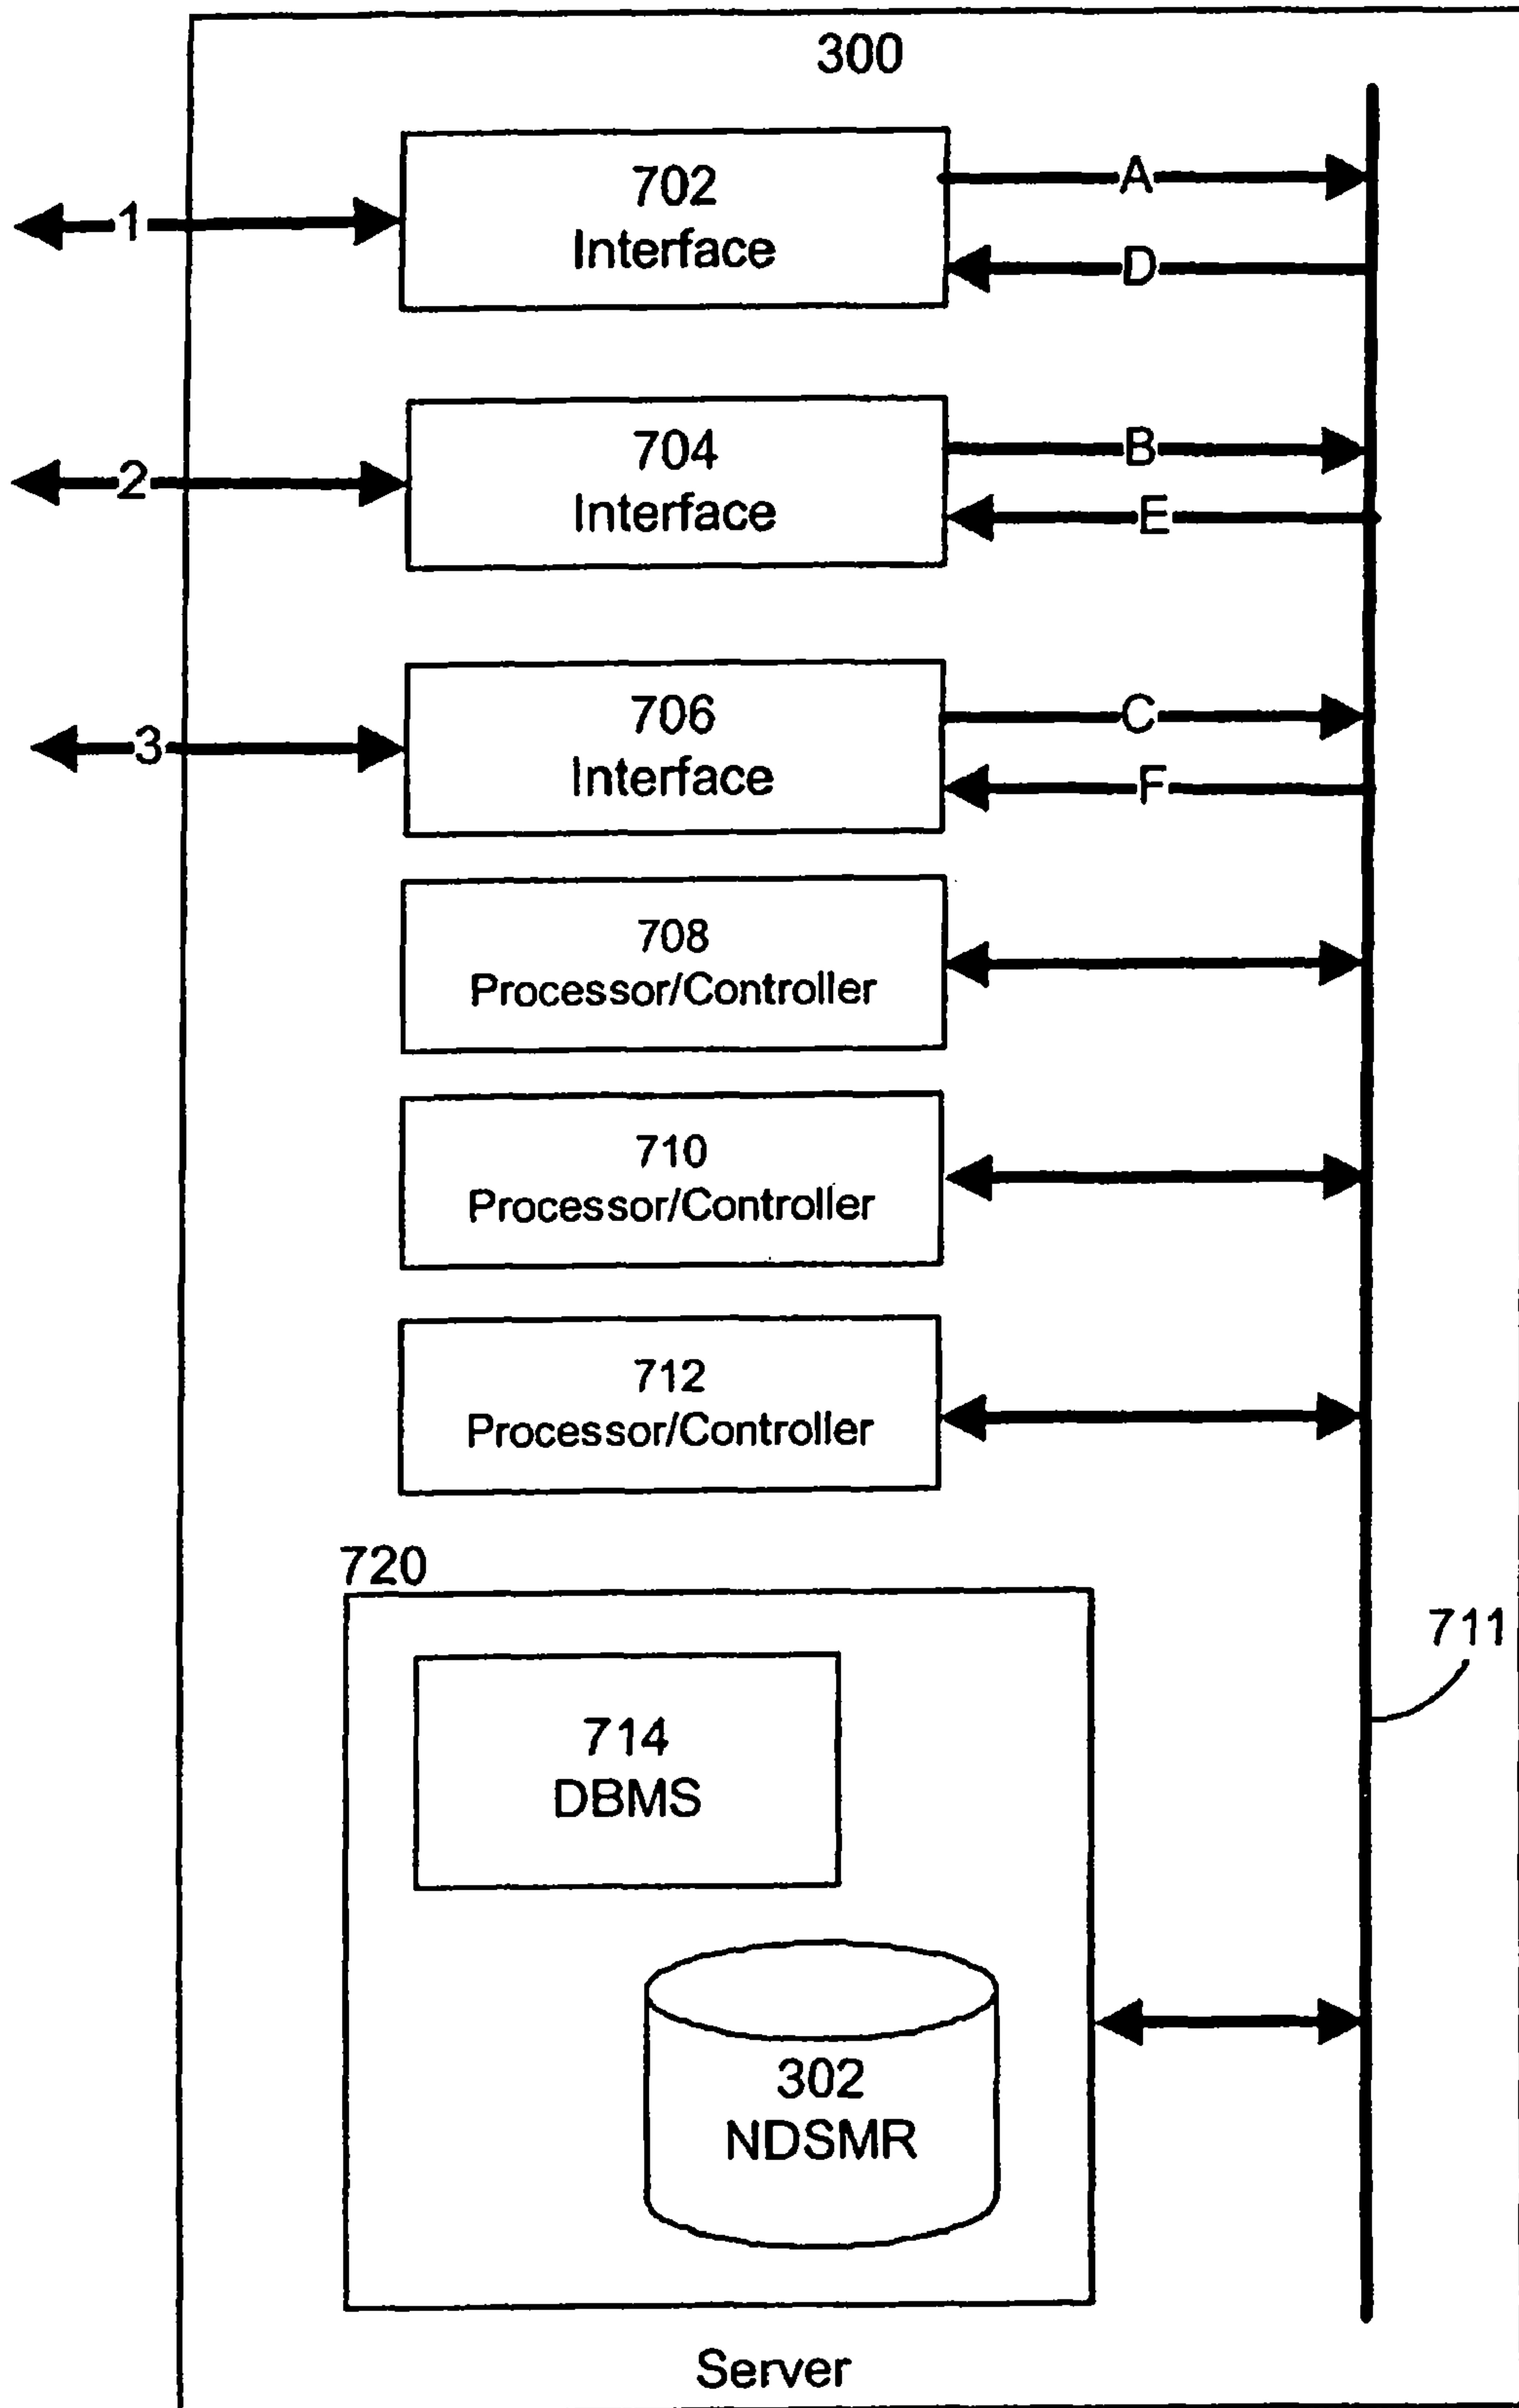 300
702
Interface
1
A
D
704
Interface
2
B
E
706
Interface
3
C
F
708
Processor/Controller
710
Processor/Controller
712
Processor/Controller
720
711
714
DBMS
302
NDSMR
Server